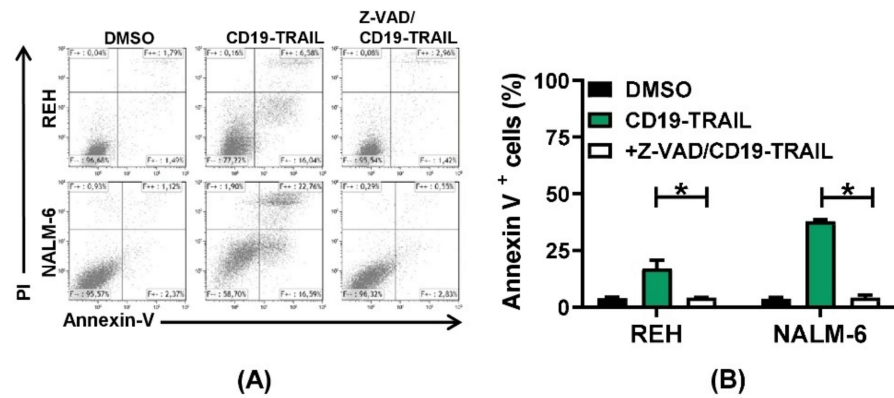 DMSO
CD19-TRAIL
Z-VAD/
CD19-TRAIL
REH
F-+ : 0,04%
F++ : 1,79%
F-- : 96,68%
F+- : 1,49%
F-+ : 0,16%
F++ : 6,58%
F-- : 77,22%
F+- : 16,04%
F-+ : 0,08%
F++ : 2,96%
F-- : 95,54%
F+- : 1,42%
NALM-6
F-+ : 0,93%
F++ : 1,12%
F-- : 95,57%
F+- : 2,37%
F-+ : 1,90%
F++ : 22,76%
F-- : 58,70%
F+- : 16,59%
F-+ : 0,29%
F++ : 0,55%
F-- : 96,32%
F+- : 2,83%
PI
Annexin-V
(A)
Annexin V + cells (%)
100
75
50
25
0
DMSO
CD19-TRAIL
+Z-VAD/CD19-TRAIL
*
*
REH
NALM-6
(B)